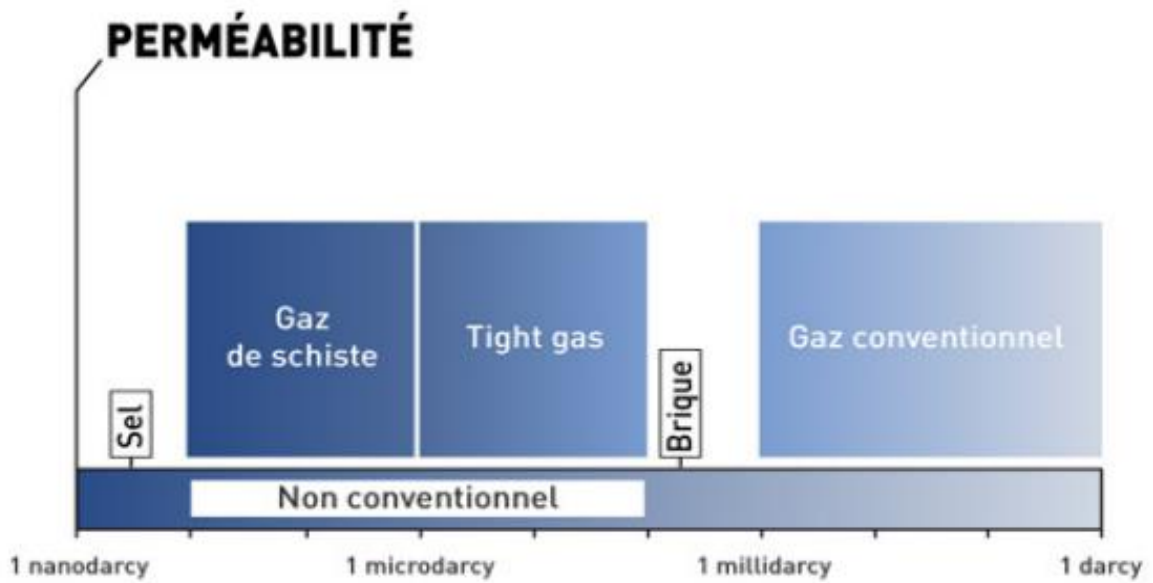 PERMÉABILITÉ
Gaz
de schiste
Tight gas
Gaz conventionnel
Sel
Brique
Non conventionnel
1 nanodarcy
1 microdarcy
1 millidarcy
1 darcy